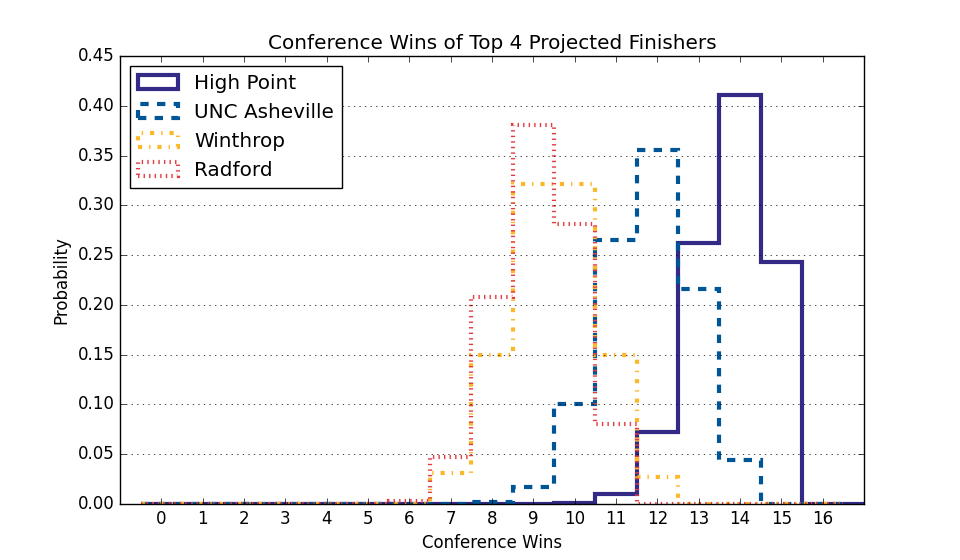 Conference Wins of Top 4 Projected Finishers
0.45
0.40
0.35
0.30
0.25
0.20
0.15
0.10
0.05
0.00
Probability
High Point
UNC Asheville
Winthrop
Radford
0 1 2 3 4 5 6 7 8 9 10 11 12 13 14 15 16
Conference Wins